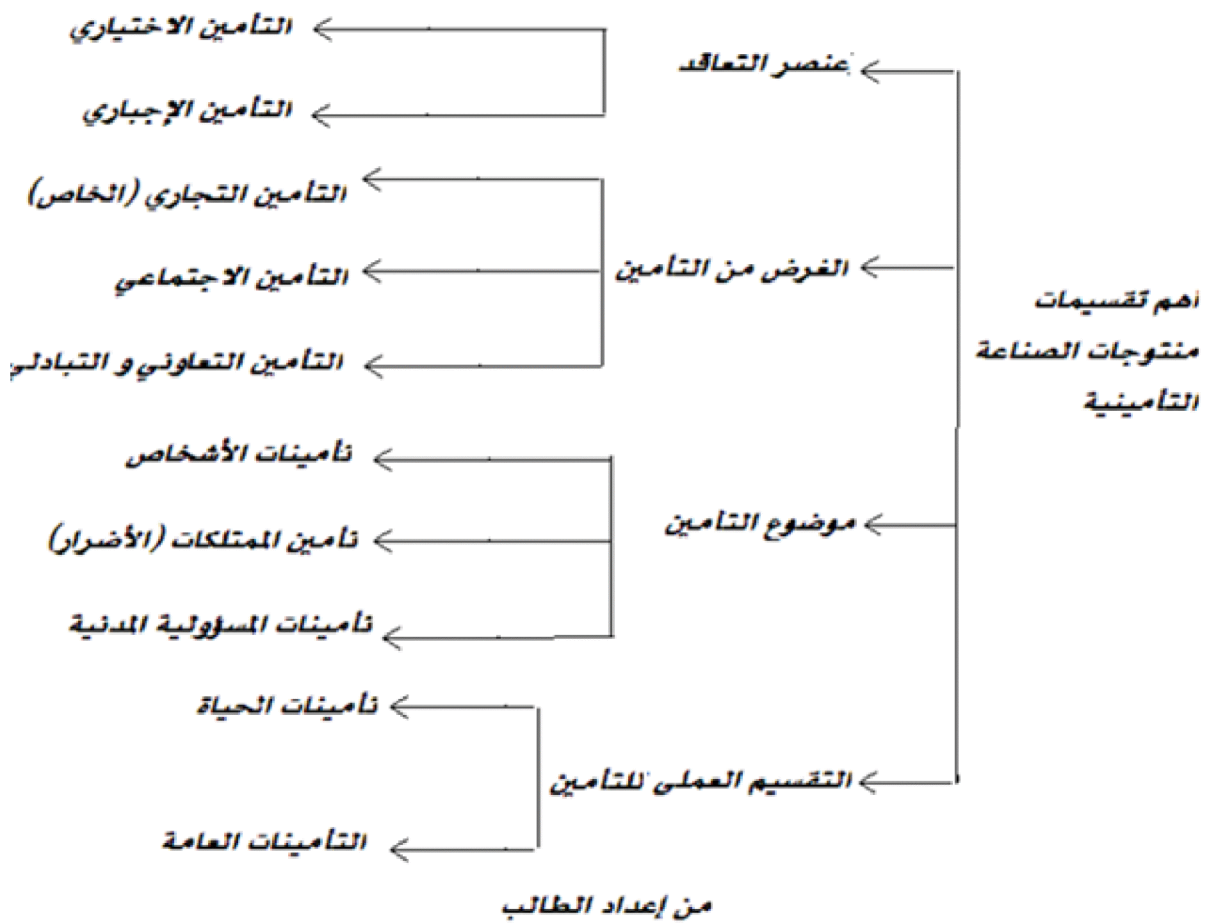 أهم تقسيمات
منتوجات الصناعة
التأمينية
عنصر التعاقد
التأمين الاختياري
التأمين الإجباري
الغرض من التأمين
التأمين التجاري (الخاص)
التأمين الاجتماعي
التأمين التعاوني و التبادلي
موضوع التأمين
تأمينات الأشخاص
تأمين الممتلكات (الأضرار)
تأمينات المسؤولية المدنية
التقسيم العملي للتأمين
تأمينات الحياة
التأمينات العامة
من إعداد الطالب